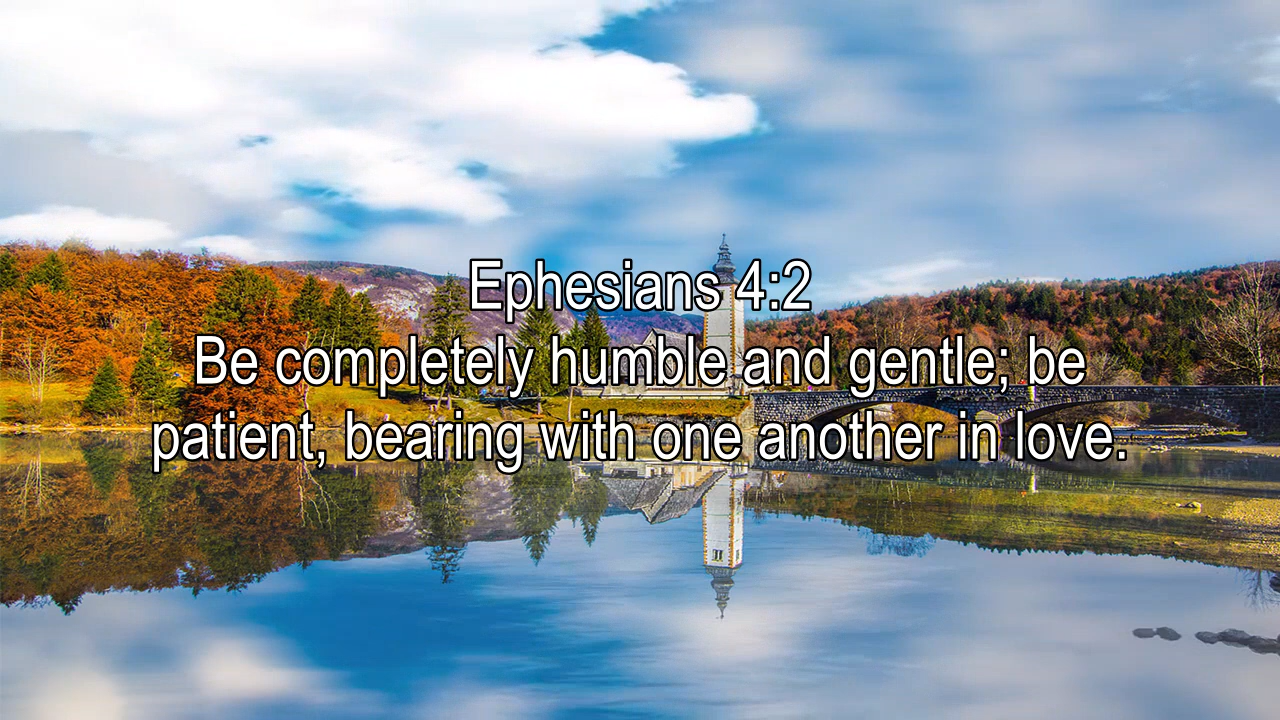 Ephesians 4:2
Be completely humble and gentle; be
patient, bearing with one another in love.